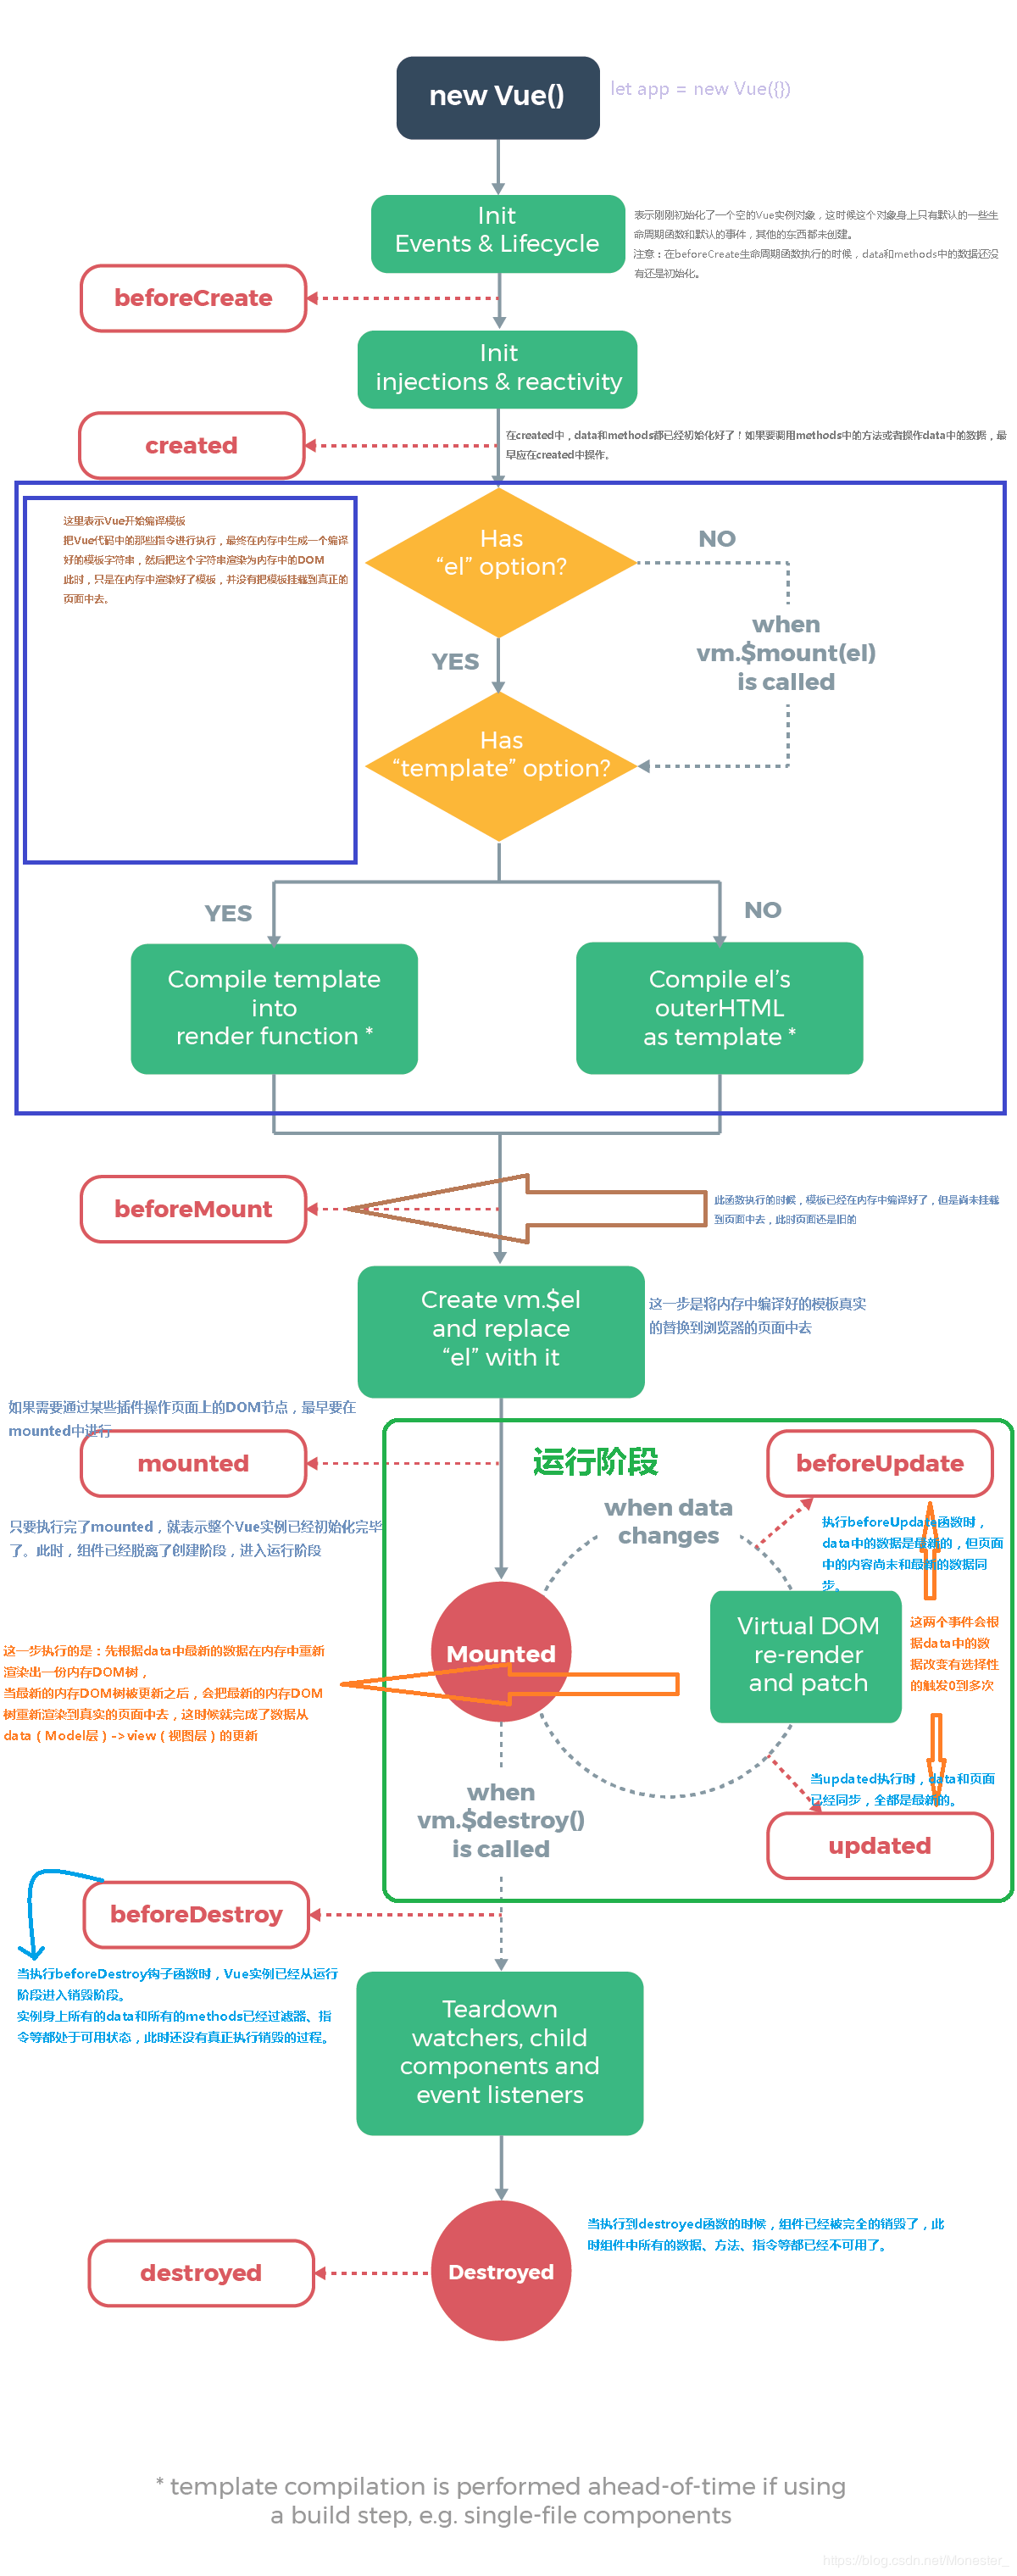 new Vue()
let app = new Vue({})
Init
Events & Lifecycle
表示刚刚初始化了一个空的Vue实例对象，这时候这个对象身上只有默认的一些生
命周期函数和默认的事件，其他的东西都未创建。
注意：在beforeCreate生命周期函数执行的时候，data和methods中的数据还没
有还是初始化。
beforeCreate
Init
injections & reactivity
created
在created中，data和methods都已经初始化好了！如果要调用methods中的方法或者操作data中的数据，最
早应在created中操作。
这里表示Vue开始编译模板
把Vue代码中的那些指令进行执行，最终在内存中生成一个编译
好的模板字符串，然后把这个字符串渲染为内存中的DOM
此时，只是在内存中渲染好了模板，并没有把模板挂载到真正的
页面中去。
Has
“el” option?
NO
when
vm.$mount(el)
is called
YES
Has
“template” option?
YES
NO
Compile template
into
render function *
Compile el’s
outerHTML
as template *
beforeMount
此函数执行的时候，模板已经在内存中编译好了，但是尚未挂载
到页面中去，此时页面还是旧的
Create vm.$el
and replace
“el” with it
这一步是将内存中编译好的模板真实
的替换到浏览器的页面中去
如果需要通过某些插件操作页面上的DOM节点，最早要在
mounted中进行
mounted
只要执行完了mounted，就表示整个Vue实例已经初始化完毕
了。此时，组件已经脱离了创建阶段，进入运行阶段
运行阶段
beforeUpdate
when data
changes
执行beforeUpdate函数时，
data中的数据是最新的，但页面
中的内容尚未和最新的数据同
步。
Mounted
Virtual DOM
re-render
and patch
这两个事件会根
据data中的数
据改变有选择性
的触发0到多次
这一步执行的是：先根据data中最新的数据在内存中重新
渲染出一份内存DOM树，
当最新的内存DOM树被更新之后，会把最新的内存DOM
树重新渲染到真实的页面中去，这时候就完成了数据从
data（Model层）->view（视图层）的更新
当updated执行时，data和页面
已经同步，全都是最新的。
updated
when
vm.$destroy()
is called
beforeDestroy
当执行beforeDestroy钩子函数时，Vue实例已经从运行
阶段进入销毁阶段。
实例身上所有的data和所有的methods已经过滤器、指
令等都处于可用状态，此时还没有真正执行销毁的过程。
Teardown
watchers, child
components and
event listeners
当执行到destroyed函数的时候，组件已经被完全的销毁了，此
时组件中所有的数据、方法、指令等都已经不可用了。
destroyed
Destroyed
* template compilation is performed ahead-of-time if using
a build step, e.g. single-file components
https://blog.csdn.net/Monester_